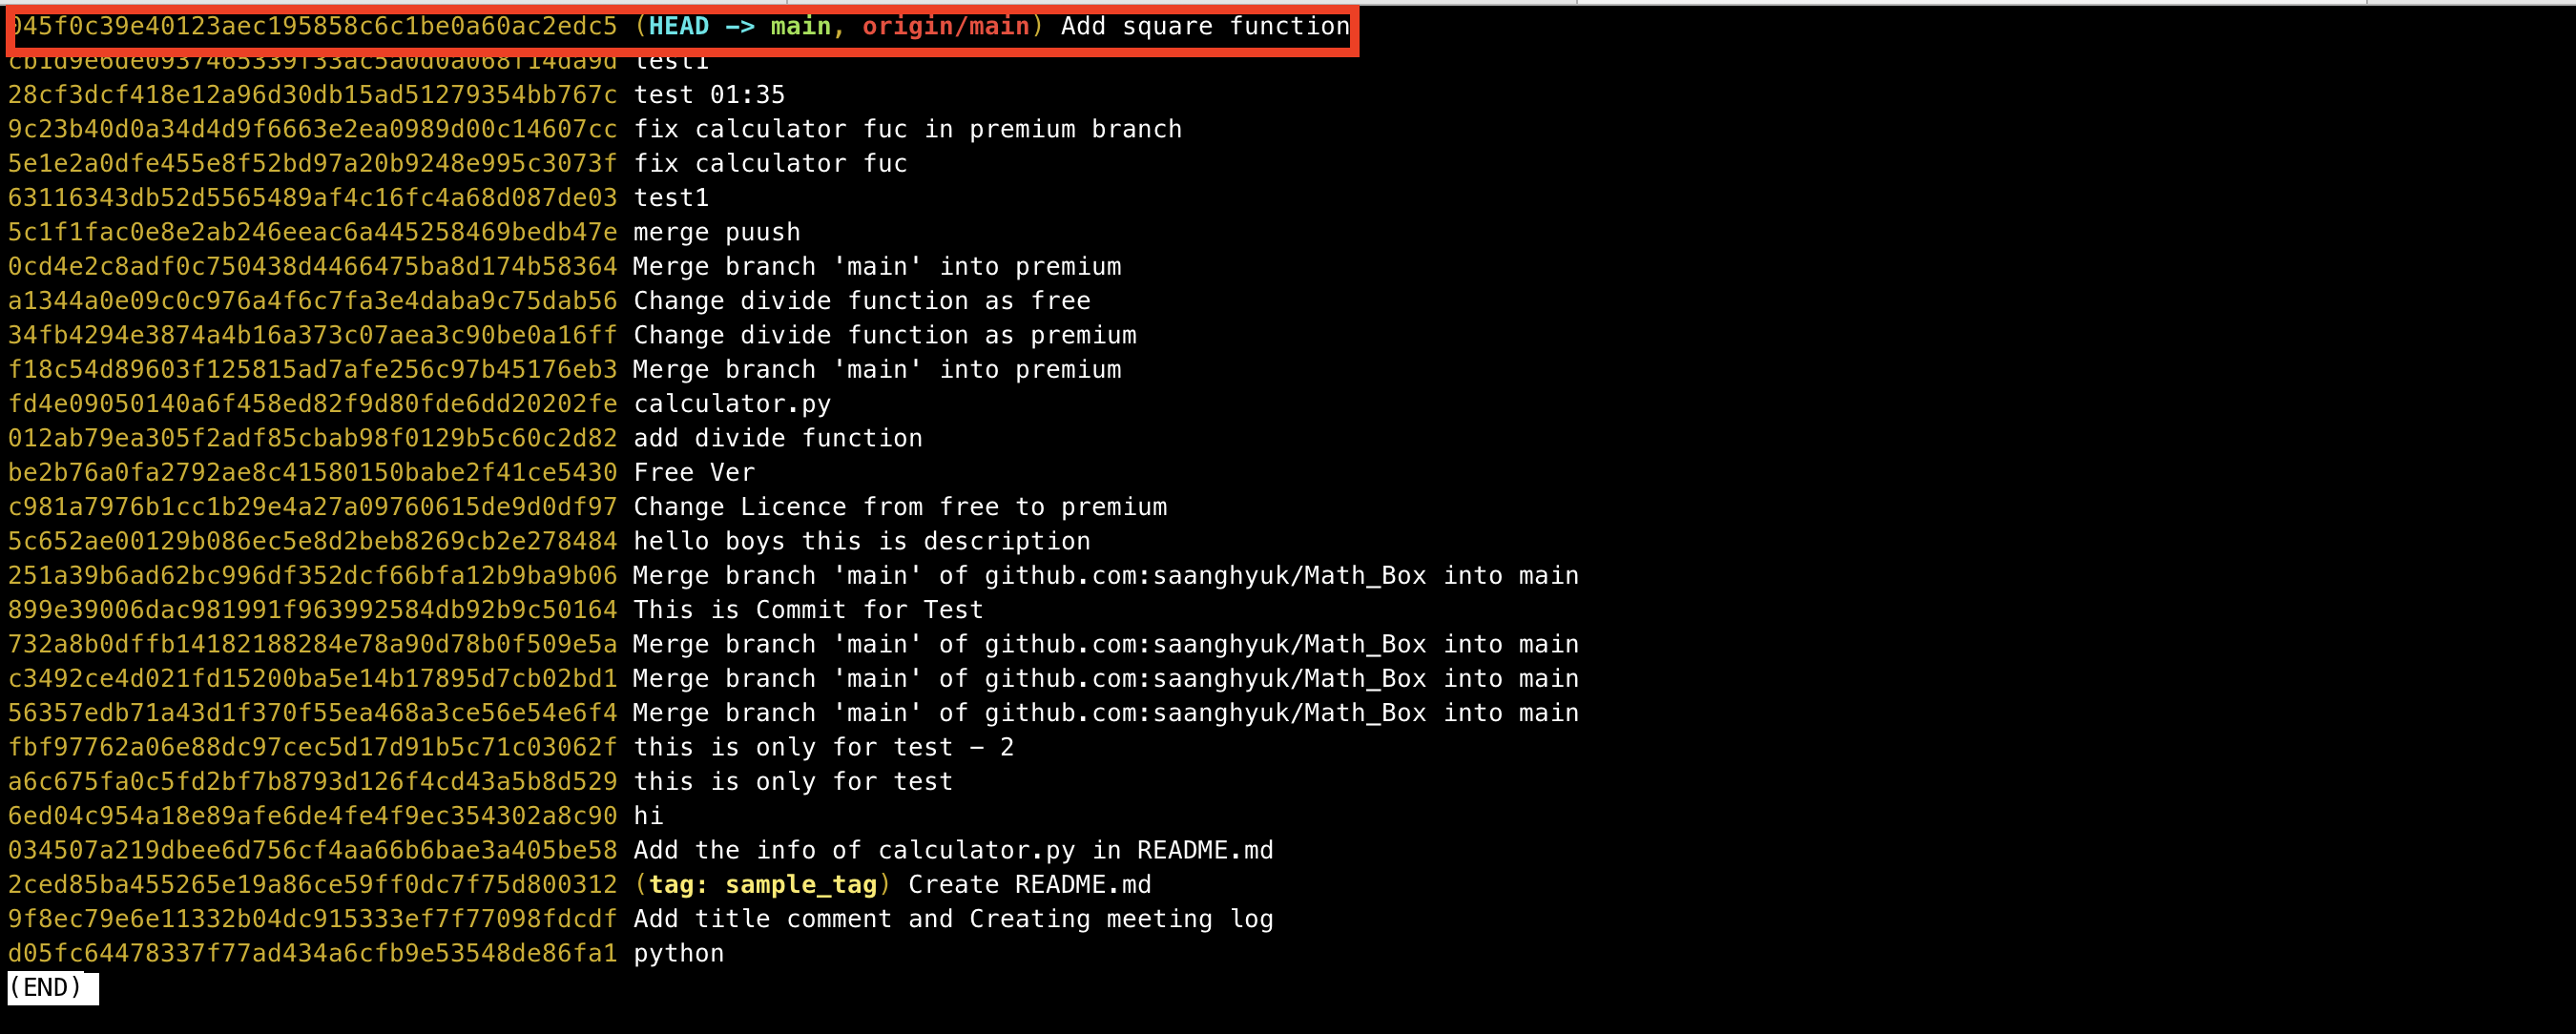 045f0c39e40123aec195858c6c1be0a60ac2edc5 (HEAD -> main, origin/main) Add square function
cb1d9e6de0937465339f33ac5a0d0a068f14da9d test1
28cf3dcf418e12a96d30db15ad51279354bb767c test 01:35
9c23b40d0a34d4d9f6663e2ea0989d00c14607cc fix calculator fuc in premium branch
5e1e2a0dfe455e8f52bd97a20b9248e995c3073f fix calculator fuc
63116343db52d5565489af4c16fc4a68d087de03 test1
5c1f1fac0e8e2ab246eeac6a445258469bedb47e merge puush
0cd4e2c8adf0c750438d4466475ba8d174b58364 Merge branch 'main' into premium
a1344a0e09c0c976a4f6c7fa3e4daba9c75dab56 Change divide function as free
34fb4294e3874a4b16a373c07aea3c90be0a16ff Change divide function as premium
f18c54d89603f125815ad7afe256c97b45176eb3 Merge branch 'main' into premium
fd4e09050140a6f458ed82f9d80fde6dd20202fe calculator.py
012ab79ea305f2adf85cbab98f0129b5c60c2d82 add divide function
be2b76a0fa2792ae8c41580150babe2f41ce5430 Free Ver
c981a7976b1cc1b29e4a27a09760615de9d0df97 Change Licence from free to premium
5c652ae00129b086ec5e8d2beb8269cb2e278484 hello boys this is description
251a39b6ad62bc996df352dcf66bfa12b9ba9b06 Merge branch 'main' of github.com:saanghyuk/Math_Box into main
899e39006dac981991f963992584db92b9c50164 This is Commit for Test
732a8b0dffb14182188284e78a90d78b0f509e5a Merge branch 'main' of github.com:saanghyuk/Math_Box into main
c3492ce4d021fd15200ba5e14b17895d7cb02bd1 Merge branch 'main' of github.com:saanghyuk/Math_Box into main
56357edb71a43d1f370f55ea468a3ce56e54e6f4 Merge branch 'main' of github.com:saanghyuk/Math_Box into main
fbf97762a06e88dc97cec5d17d91b5c71c03062f this is only for test - 2
a6c675fa0c5fd2bf7b8793d126f4cd43a5b8d529 this is only for test
6ed04c954a18e89afe6de4fe4f9ec354302a8c90 hi
034507a219dbee6d756cf4aa66b6bae3a405be58 Add the info of calculator.py in README.md
2ced85ba455265e19a86ce59ff0dc7f75d800312 (tag: sample_tag) Create README.md
9f8ec79e6e11332b04dc915333ef7f77098fdcdf Add title comment and Creating meeting log
d05fc64478337f77ad434a6cfb9e53548de86fa1 python
(END)